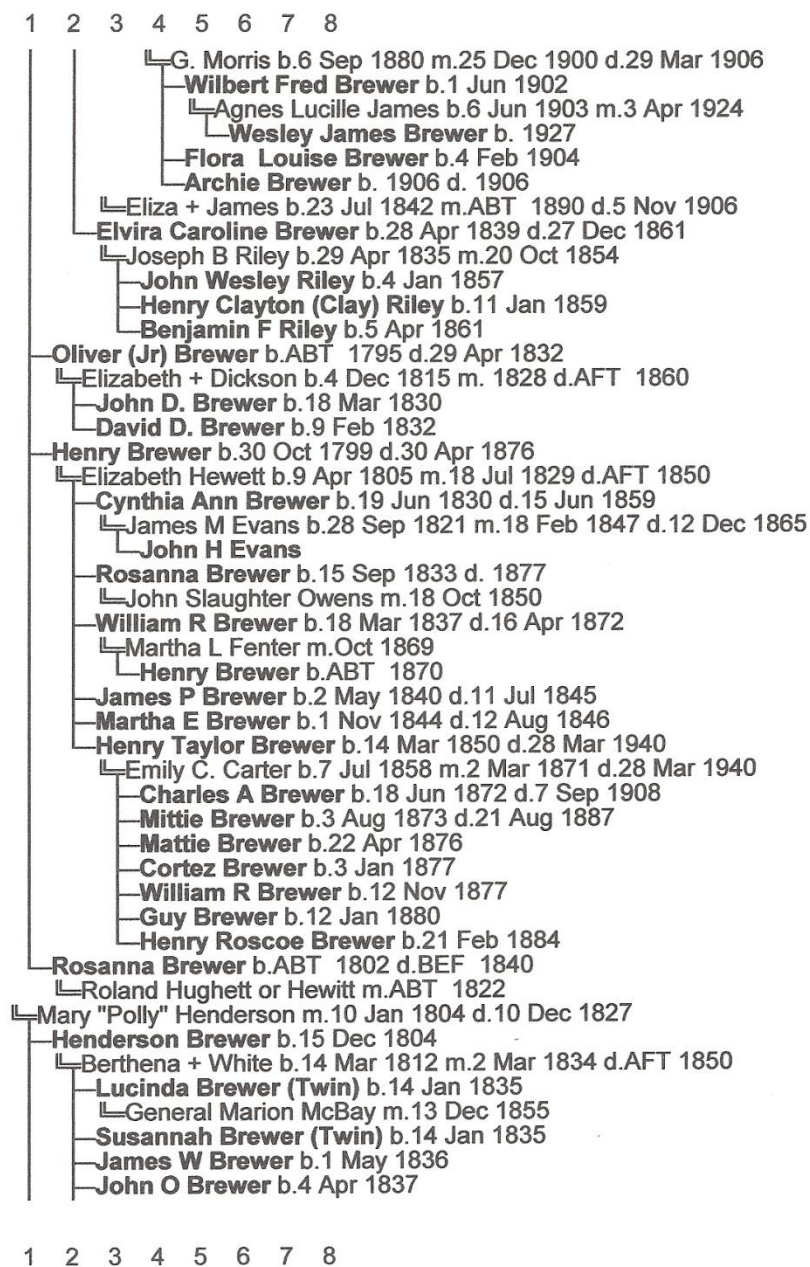 1 2 3 4 5 6 7 8
G. Morris b.6 Sep 1880 m.25 Dec 1900 d.29 Mar 1906
Wilbert Fred Brewer b.1 Jun 1902
Agnes Lucille James b.6 Jun 1903 m.3 Apr 1924
Wesley James Brewer b. 1927
Flora Louise Brewer b.4 Feb 1904
Archie Brewer b. 1906 d. 1906
Eliza + James b.23 Jul 1842 m.ABT 1890 d.5 Nov 1906
Elvira Caroline Brewer b.28 Apr 1839 d.27 Dec 1861
Joseph B Riley b.29 Apr 1835 m.20 Oct 1854
John Wesley Riley b.4 Jan 1857
Henry Clayton (Clay) Riley b.11 Jan 1859
Benjamin F Riley b.5 Apr 1861
Oliver (Jr) Brewer b.ABT 1795 d.29 Apr 1832
Elizabeth + Dickson b.4 Dec 1815 m. 1828 d.AFT 1860
John D. Brewer b.18 Mar 1830
David D. Brewer b.9 Feb 1832
Henry Brewer b.30 Oct 1799 d.30 Apr 1876
Elizabeth Hewett b.9 Apr 1805 m.18 Jul 1829 d.AFT 1850
Cynthia Ann Brewer b.19 Jun 1830 d.15 Jun 1859
James M Evans b.28 Sep 1821 m.18 Feb 1847 d.12 Dec 1865
John H Evans
Rosanna Brewer b.15 Sep 1833 d. 1877
John Slaughter Owens m.18 Oct 1850
William R Brewer b.18 Mar 1837 d.16 Apr 1872
Martha L Fenter m.Oct 1869
Henry Brewer b.ABT 1870
James P Brewer b.2 May 1840 d.11 Jul 1845
Martha E Brewer b.1 Nov 1844 d.12 Aug 1846
Henry Taylor Brewer b.14 Mar 1850 d.28 Mar 1940
Emily C. Carter b.7 Jul 1858 m.2 Mar 1871 d.28 Mar 1940
Charles A Brewer b.18 Jun 1872 d.7 Sep 1908
Mittie Brewer b.3 Aug 1873 d.21 Aug 1887
Mattie Brewer b.22 Apr 1876
Cortez Brewer b.3 Jan 1877
William R Brewer b.12 Nov 1877
Guy Brewer b.12 Jan 1880
Henry Roscoe Brewer b.21 Feb 1884
Rosanna Brewer b.ABT 1802 d.BEF 1840
Roland Hughett or Hewitt m.ABT 1822
Mary "Polly" Henderson m.10 Jan 1804 d.10 Dec 1827
Henderson Brewer b.15 Dec 1804
Berthena + White b.14 Mar 1812 m.2 Mar 1834 d.AFT 1850
Lucinda Brewer (Twin) b.14 Jan 1835
General Marion McBay m.13 Dec 1855
Susannah Brewer (Twin) b.14 Jan 1835
James W Brewer b.1 May 1836
John O Brewer b.4 Apr 1837
1 2 3 4 5 6 7 8